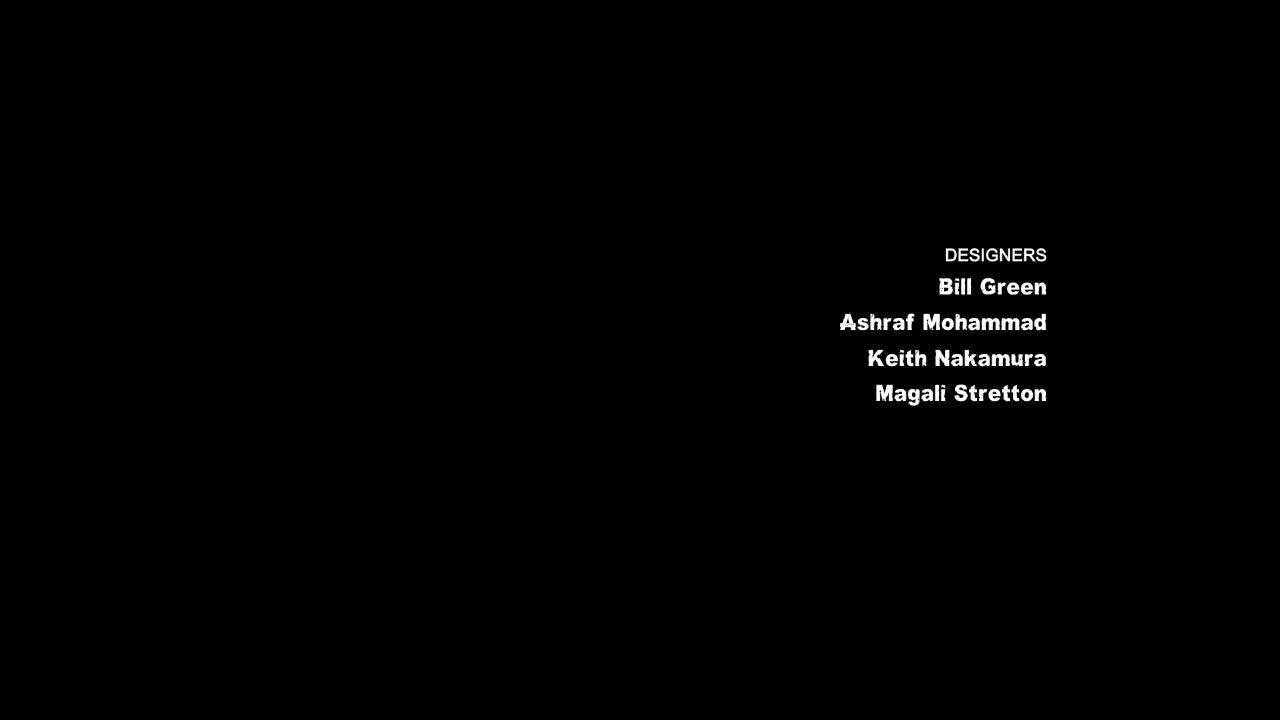 DESIGNERS
Bill Green
Ashraf Mohammad
Keith Nakamura
Magali Stretton